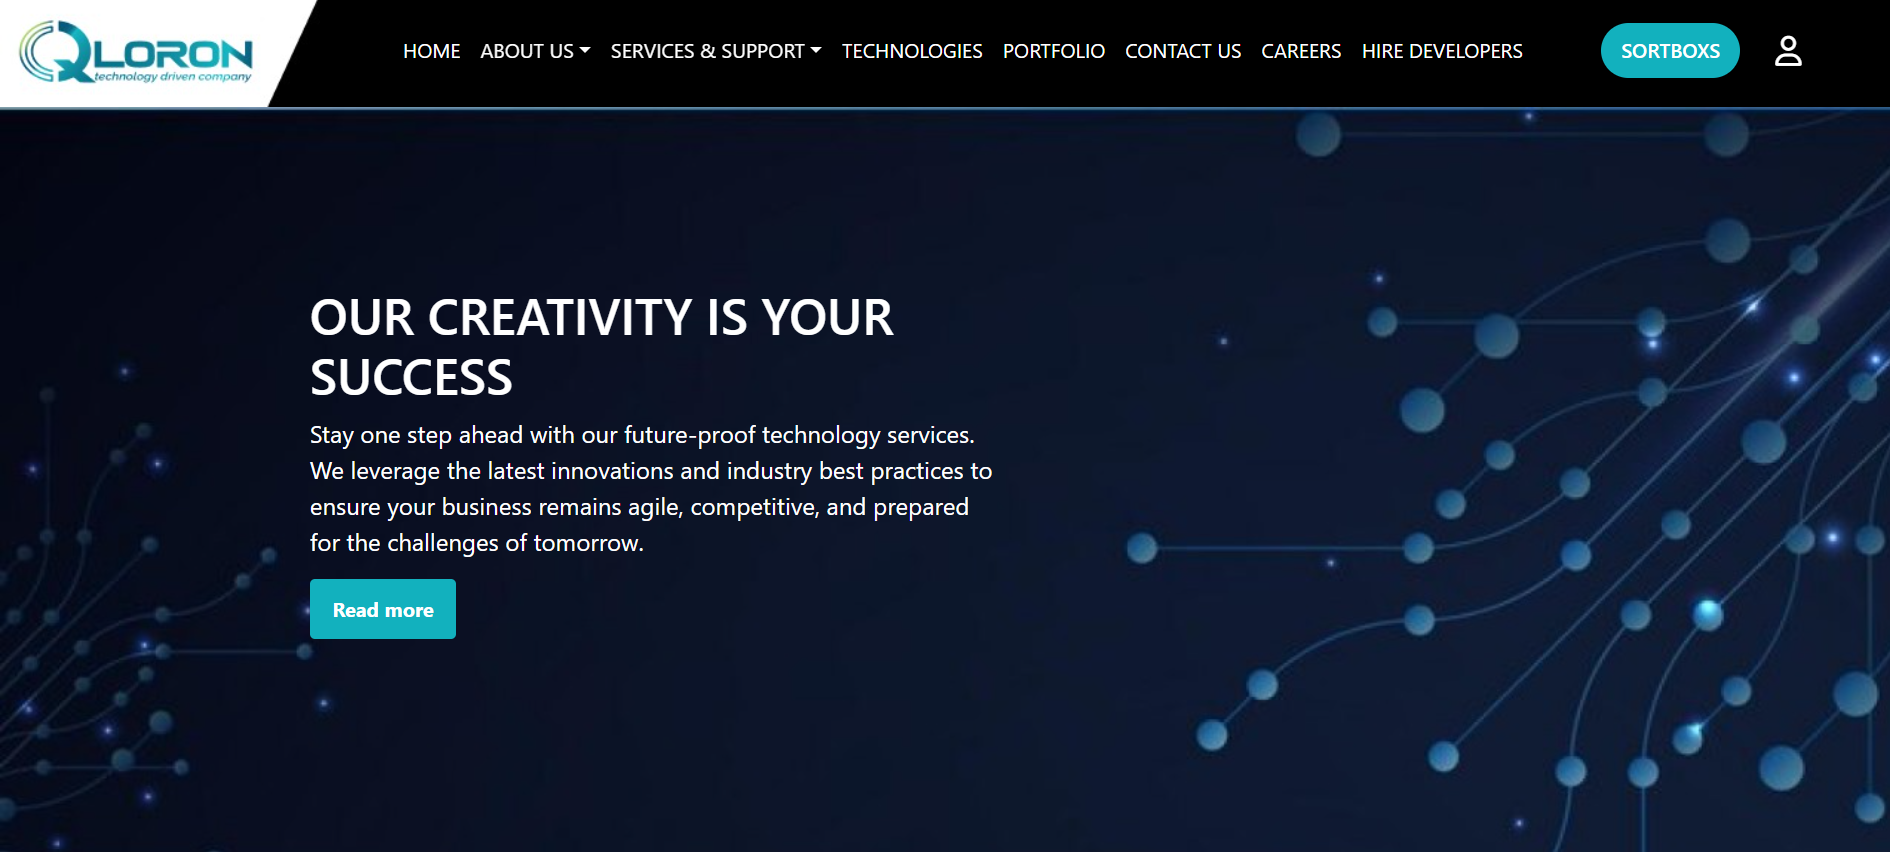 QLORON
technology driven company
HOME ABOUT US SERVICES & SUPPORT TECHNOLOGIES PORTFOLIO CONTACT US CAREERS HIRE DEVELOPERS SORTBOXS
OUR CREATIVITY IS YOUR
SUCCESS
Stay one step ahead with our future-proof technology services.
We leverage the latest innovations and industry best practices to
ensure your business remains agile, competitive, and prepared
for the challenges of tomorrow.
Read more